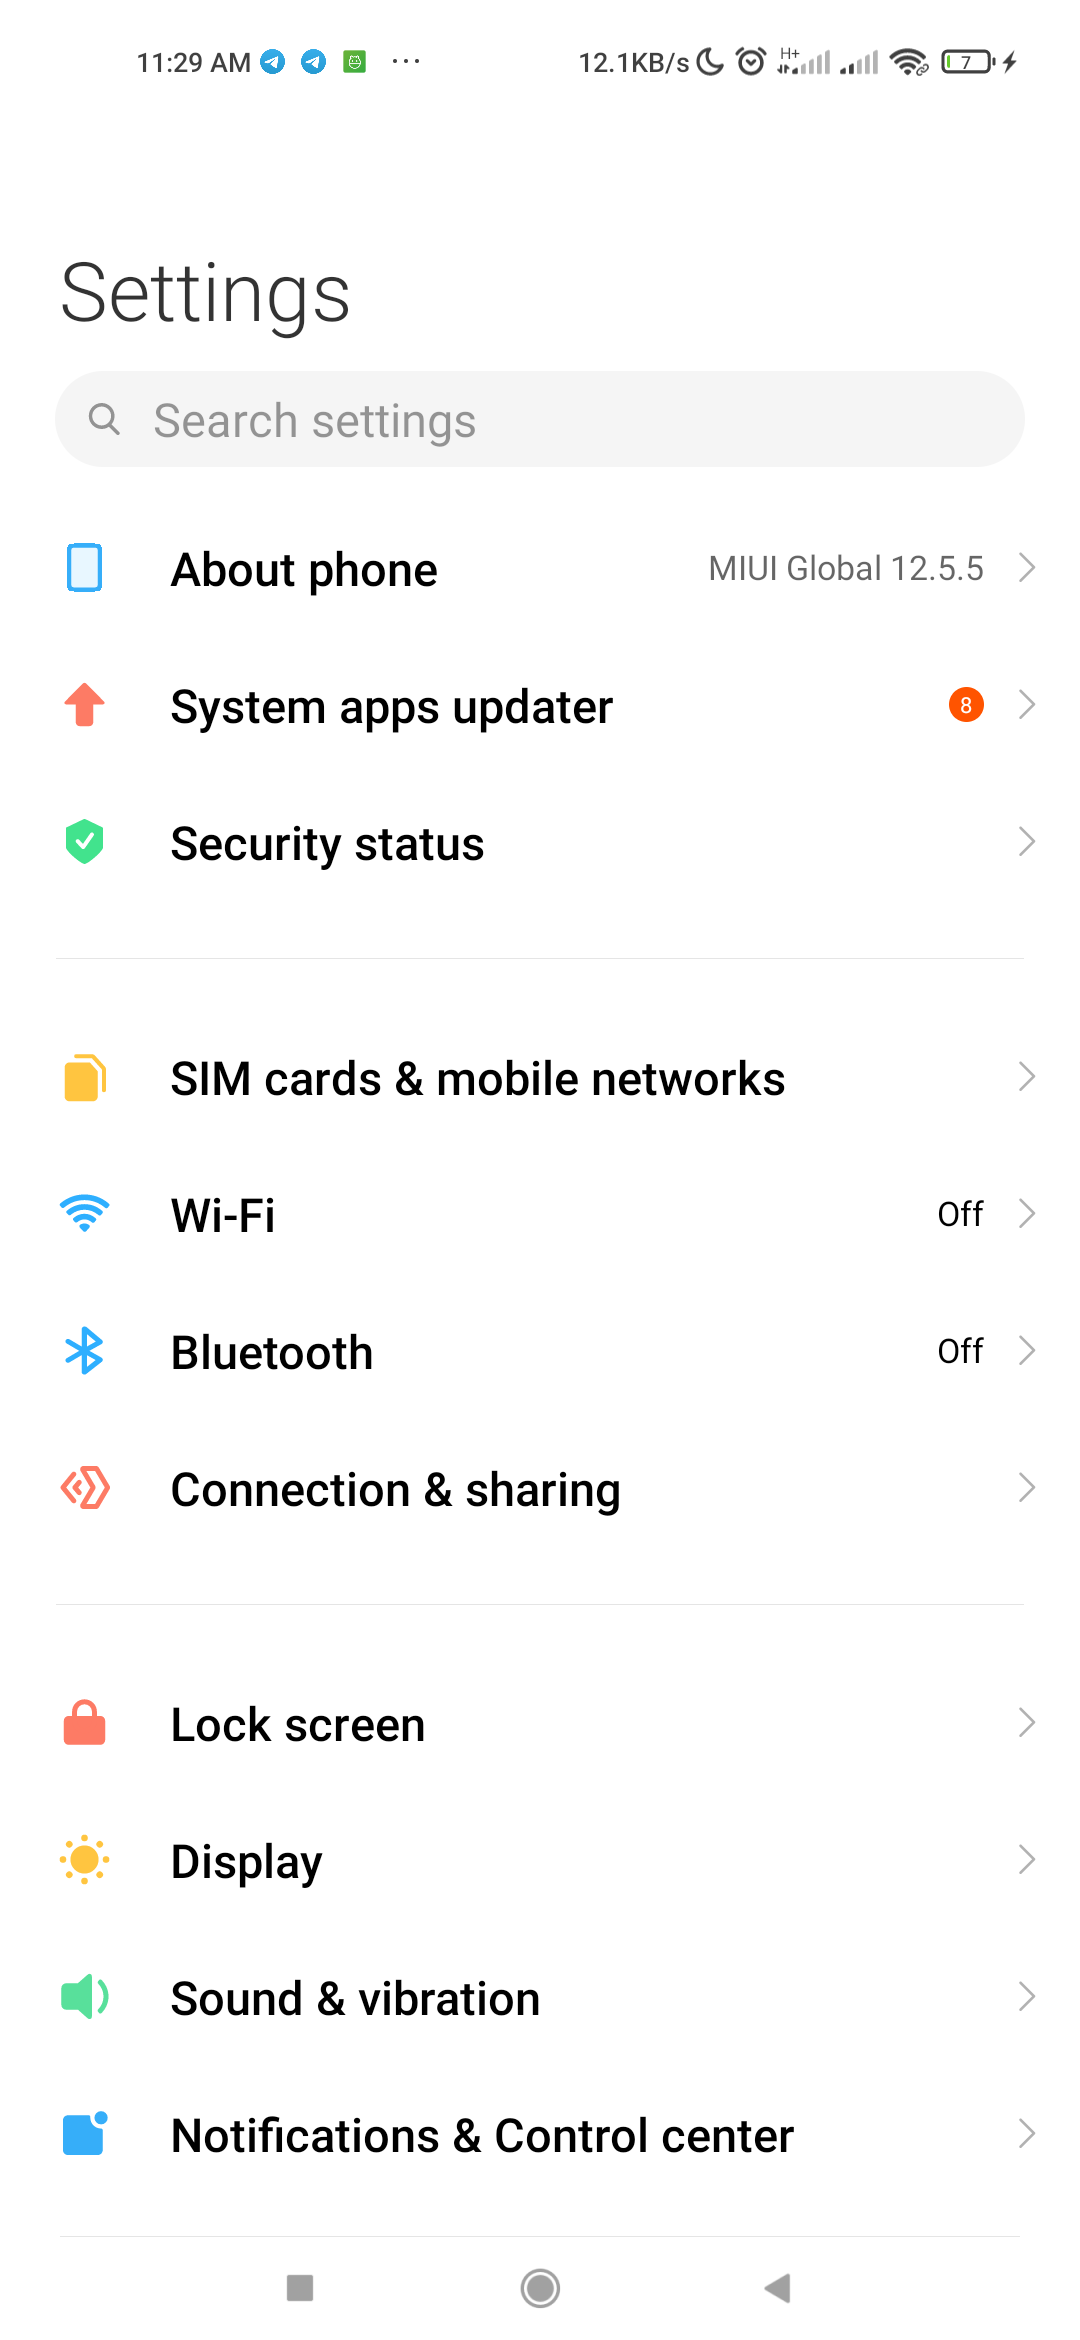 11:29 AM ... 12.1KB/s H+ 7
Settings
Search settings
About phone MIUI Global 12.5.5
System apps updater 8
Security status
SIM cards & mobile networks
Wi-Fi Off
Bluetooth Off
Connection & sharing
Lock screen
Display
Sound & vibration
Notifications & Control center